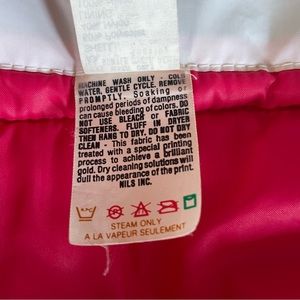 MACHINE WASH ONLY - COLD
WATER, GENTLE CYCLE. REMOVE
PROMPTLY. Soaking or
prolonged periods of dampness
can cause bleeding of colors. DO
NOT USE BLEACH or FABRIC
SOFTENERS. FLUFF IN DRYER
THEN HANG TO DRY. DO NOT DRY
CLEAN - This fabric has been
treated with a special printing
process to achieve a brilliant
gold. Dry cleaning solutions will
dull the appearance of the print.
NILS INC.
STEAM ONLY
A LA VAPEUR SEULEMENT